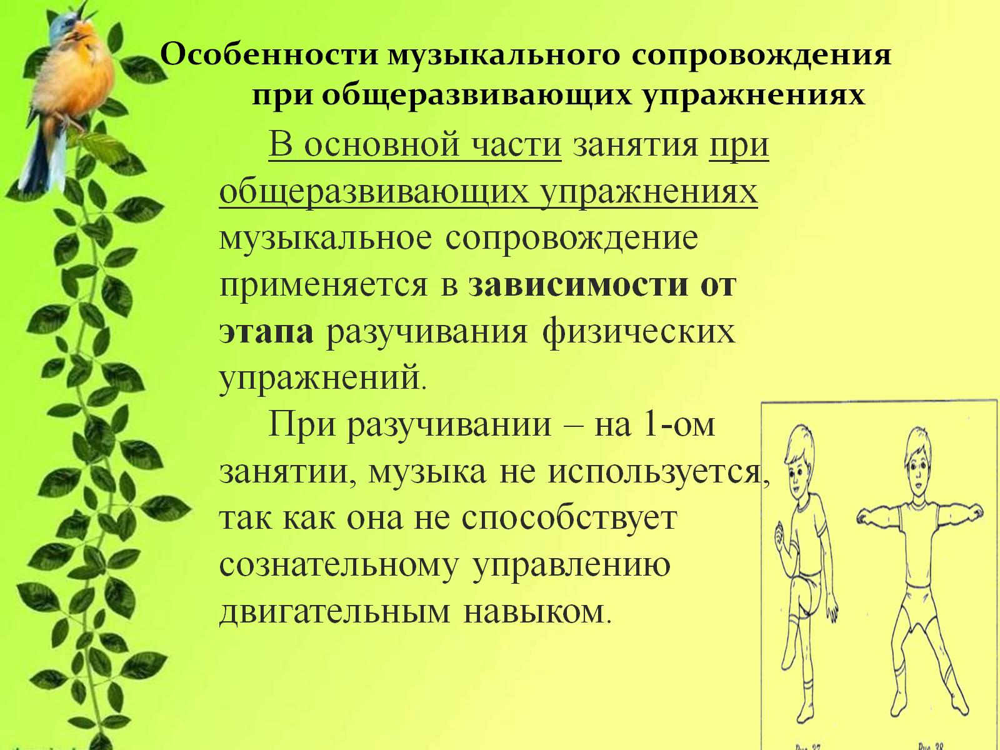 Особенности музыкального сопровождения
при общеразвивающих упражнениях
В основной части занятия при
общеразвивающих упражнениях
музыкальное сопровождение
применяется в зависимости от
этапа разучивания физических
упражнений.
При разучивании – на 1-ом
занятии, музыка не используется,
так как она не способствует
сознательному управлению
двигательным навыком.
Рис. 37 Рис. 38